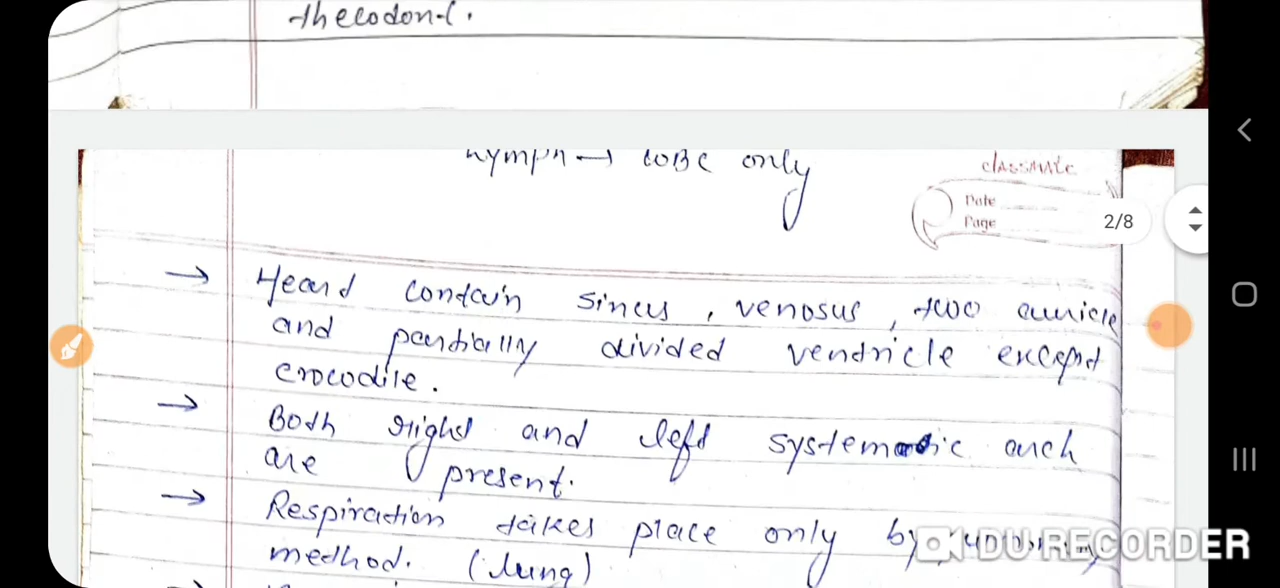 thecodont.
lymph → lobe only
classmate
Date
Page
2/8
→ Heard contain sinus, venosus, two auricle
and partially divided ventricle except
crocodile.
→ Both right and left systematic arch
are present.
→ Respiration takes place only by
method. (lung)
DU RECORDER